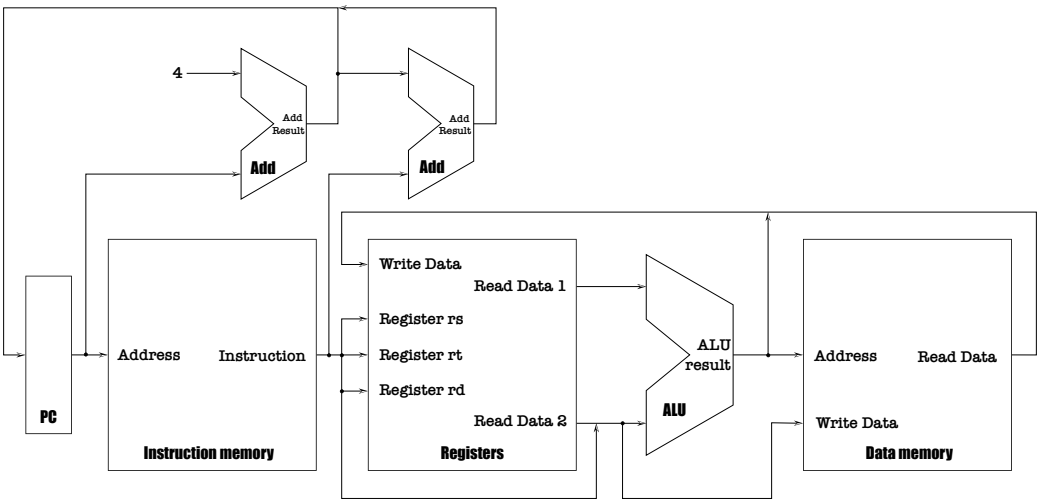 4
Add
Result
Add
Add
Result
Add
PC
Address
Instruction
Instruction memory
Write Data
Read Data 1
Register rs
Register rt
Register rd
Read Data 2
Registers
ALU
result
ALU
Address
Read Data
Write Data
Data memory